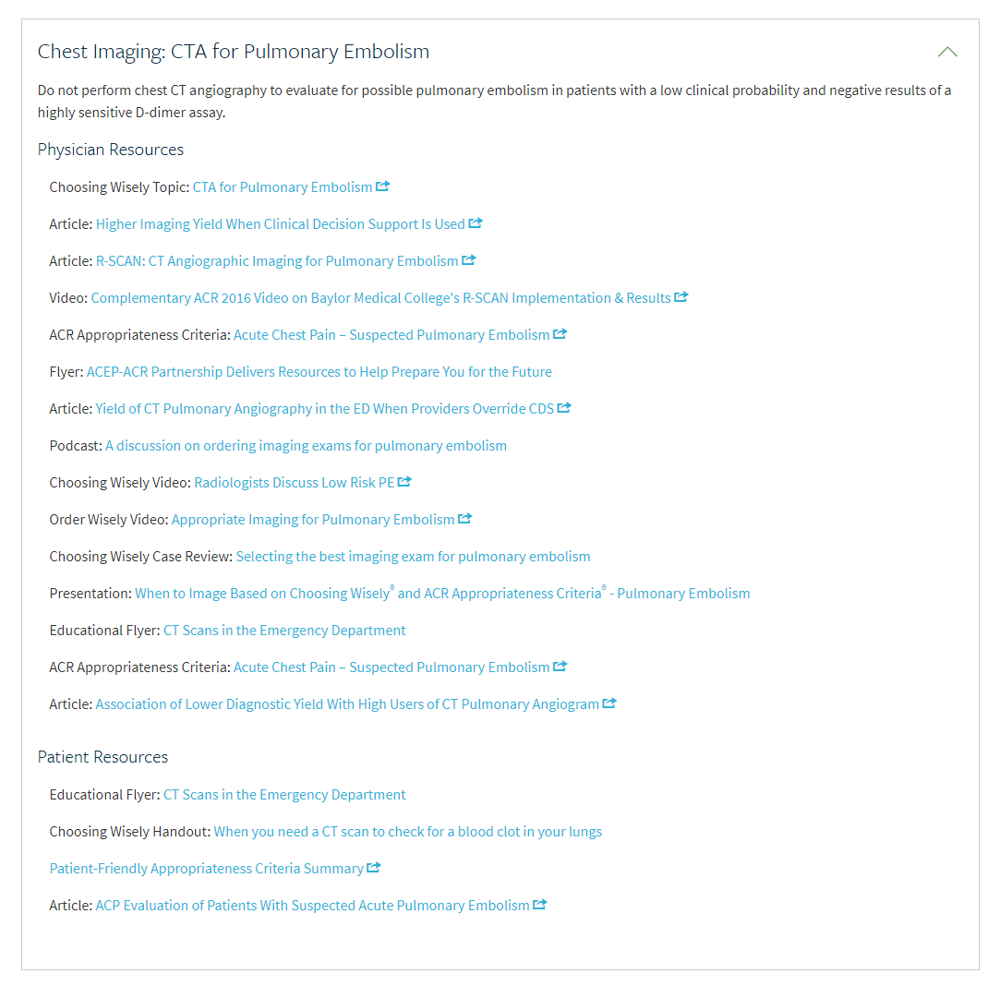 Chest Imaging: CTA for Pulmonary Embolism
Do not perform chest CT angiography to evaluate for possible pulmonary embolism in patients with a low clinical probability and negative results of a
highly sensitive D-dimer assay.
Physician Resources
Choosing Wisely Topic: CTA for Pulmonary Embolism
Article: Higher Imaging Yield When Clinical Decision Support Is Used
Article: R-SCAN: CT Angiographic Imaging for Pulmonary Embolism
Video: Complementary ACR 2016 Video on Baylor Medical College's R-SCAN Implementation & Results
ACR Appropriateness Criteria: Acute Chest Pain – Suspected Pulmonary Embolism
Flyer: ACEP-ACR Partnership Delivers Resources to Help Prepare You for the Future
Article: Yield of CT Pulmonary Angiography in the ED When Providers Override CDS
Podcast: A discussion on ordering imaging exams for pulmonary embolism
Choosing Wisely Video: Radiologists Discuss Low Risk PE
Order Wisely Video: Appropriate Imaging for Pulmonary Embolism
Choosing Wisely Case Review: Selecting the best imaging exam for pulmonary embolism
Presentation: When to Image Based on Choosing Wisely® and ACR Appropriateness Criteria® - Pulmonary Embolism
Educational Flyer: CT Scans in the Emergency Department
ACR Appropriateness Criteria: Acute Chest Pain – Suspected Pulmonary Embolism
Article: Association of Lower Diagnostic Yield With High Users of CT Pulmonary Angiogram
Patient Resources
Educational Flyer: CT Scans in the Emergency Department
Choosing Wisely Handout: When you need a CT scan to check for a blood clot in your lungs
Patient-Friendly Appropriateness Criteria Summary
Article: ACP Evaluation of Patients With Suspected Acute Pulmonary Embolism